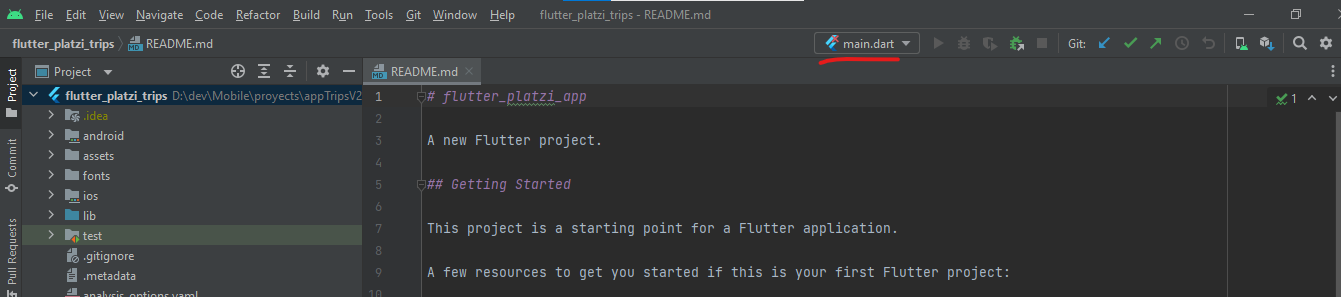 File Edit View Navigate Code Refactor Build Run Tools Git Window Help flutter_platzi_trips - README.md
flutter_platzi_trips README.md main.dart Git:
Project README.md
Project
Commit
Pull Requests
flutter_platzi_trips D:\dev\Mobile\proyects\appTripsV2
.idea
android
assets
fonts
ios
lib
test
.gitignore
.metadata
analysis_options.yaml
1 # flutter_platzi_app
2
3 A new Flutter project.
4
5 ## Getting Started
6
7 This project is a starting point for a Flutter application.
8
9 A few resources to get you started if this is your first Flutter project:
10
1